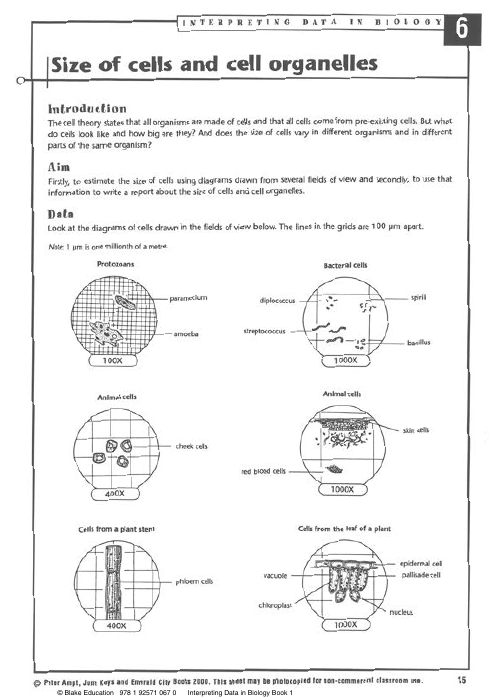 INTERPRETING DATA IN BIOLOGY
6
Size of cells and cell organelles
Introduction
The cell theory states that all organisms are made of cells and that all cells come from pre-existing cells. But what
do cells look like and how big are they? And does the size of cells vary in different organisms and in different
parts of the same organism?
Aim
Firstly, to estimate the size of cells using diagrams drawn from several fields of view and secondly, to use that
information to write a report about the size of cells and cell organelles.
Data
Look at the diagrams of cells drawn in the fields of view below. The lines in the grids are 100 µm apart.
Note: 1 µm is one millionth of a metre.
Protozoans
paramecium
amoeba
100X
Bacterial cells
diplococcus
spiril
streptococcus
bacillus
1000X
Animal cells
cheek cells
400X
Animal cells
skin cells
red blood cells
1000X
Cells from a plant stem
phloem cells
400X
Cells from the leaf of a plant
epidermal cell
vacuole
pallisade cell
chloroplast
nucleus
1000X
© Peter Ampt, Jum Keys and Emerald City Books 2000. This sheet may be photocopied for non-commercial classroom use.
15
© Blake Education 978 1 92571 067 0 Interpreting Data in Biology Book 1